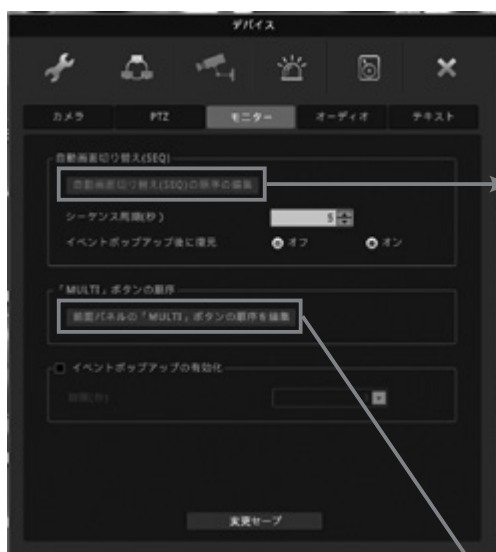 デバイス
カメラ PTZ モニター オーディオ テキスト
自動画面切り替え(SEQ)
自動画面切り替え(SEQ)の順序の編集
シーケンス周期(秒) 5
イベントポップアップ後に復元 オフ オン
「MULTI」ボタンの順序
前面パネルの「MULTI」ボタンの順序を編集
イベントポップアップの有効化
期間(秒)
変更セーブ